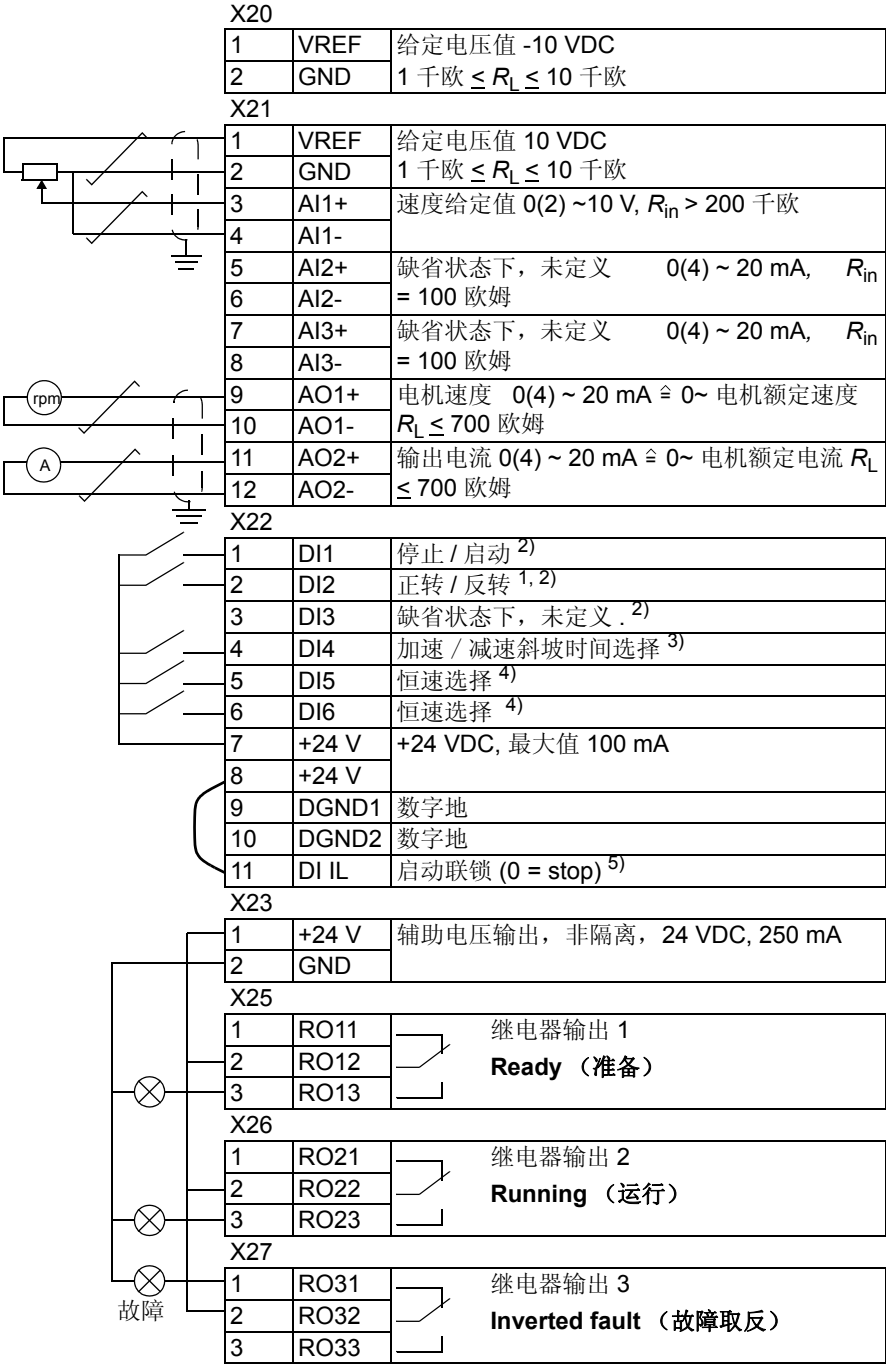 X20
1 VREF 给定电压值 -10 VDC
2 GND 1 千欧 ≤ RL ≤ 10 千欧
X21
1 VREF 给定电压值 10 VDC
2 GND 1 千欧 ≤ RL ≤ 10 千欧
3 AI1+ 速度给定值 0(2) ~10 V, Rin > 200 千欧
4 AI1-
5 AI2+ 缺省状态下，未定义 0(4) ~ 20 mA, Rin
6 AI2- = 100 欧姆
7 AI3+ 缺省状态下，未定义 0(4) ~ 20 mA, Rin
8 AI3- = 100 欧姆
rpm 9 AO1+ 电机速度 0(4) ~ 20 mA ≙ 0~ 电机额定速度
10 AO1- RL ≤ 700 欧姆
A 11 AO2+ 输出电流 0(4) ~ 20 mA ≙ 0~ 电机额定电流 RL
12 AO2- ≤ 700 欧姆
X22
1 DI1 停止 / 启动 2)
2 DI2 正转 / 反转 1, 2)
3 DI3 缺省状态下，未定义 . 2)
4 DI4 加速 / 减速斜坡时间选择 3)
5 DI5 恒速选择 4)
6 DI6 恒速选择 4)
7 +24 V +24 VDC, 最大值 100 mA
8 +24 V
9 DGND1 数字地
10 DGND2 数字地
11 DI IL 启动联锁 (0 = stop) 5)
X23
1 +24 V 辅助电压输出，非隔离，24 VDC, 250 mA
2 GND
X25
1 RO11 继电器输出 1
2 RO12 Ready （准备）
3 RO13
X26
1 RO21 继电器输出 2
2 RO22 Running （运行）
3 RO23
X27
1 RO31 继电器输出 3
故障 2 RO32 Inverted fault （故障取反）
3 RO33